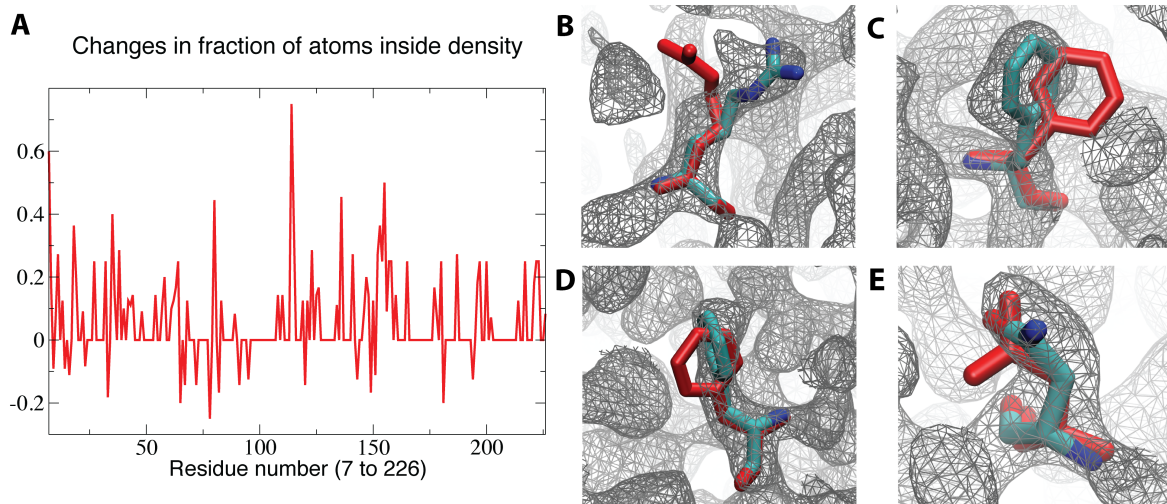 A
Changes in fraction of atoms inside density
0.6
0.4
0.2
0
-0.2
50
100
150
200
Residue number (7 to 226)
B
C
D
E